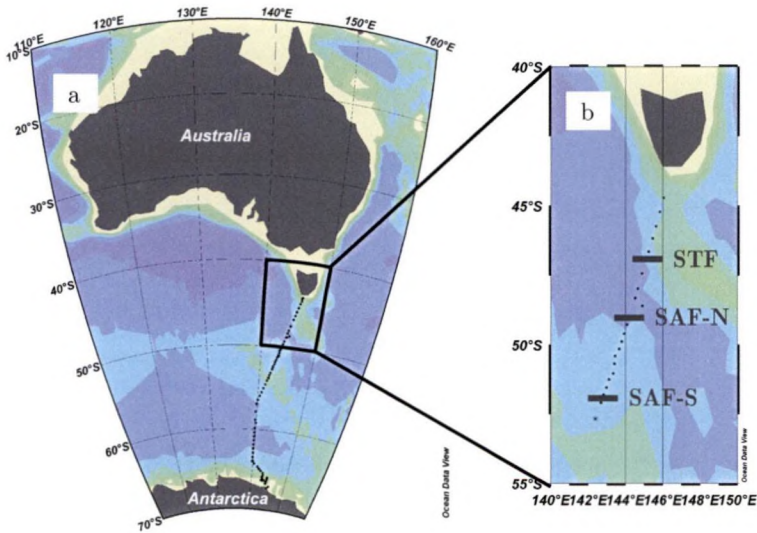 a
110°E
120°E
130°E
140°E
150°E
160°E
10°S
20°S
30°S
40°S
50°S
60°S
70°S
Australia
Antarctica
Ocean Data View
b
40°S
45°S
50°S
55°S
STF
SAF-N
SAF-S
140°E 142°E 144°E 146°E 148°E 150°E
Ocean Data View